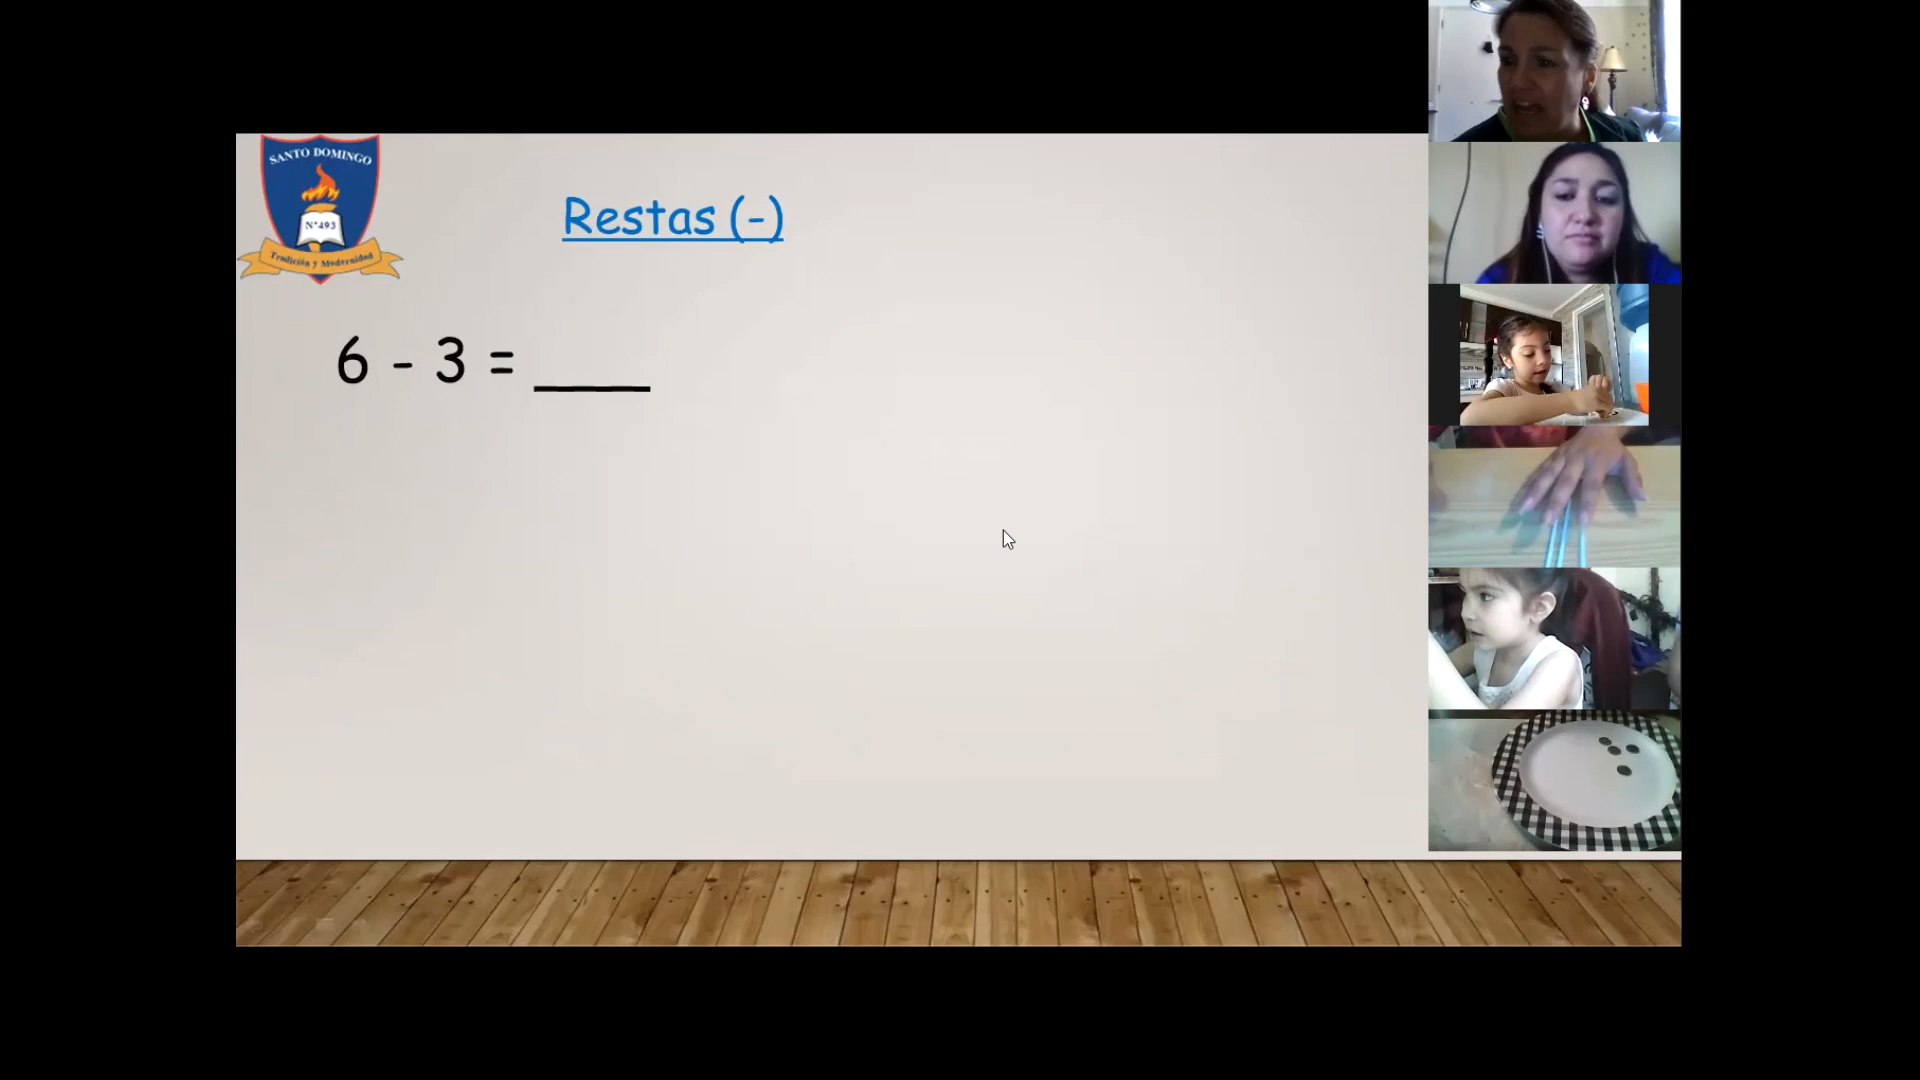 SANTO DOMINGO
N°493
Tradición y Modernidad
Restas (-)
6 - 3 = ____